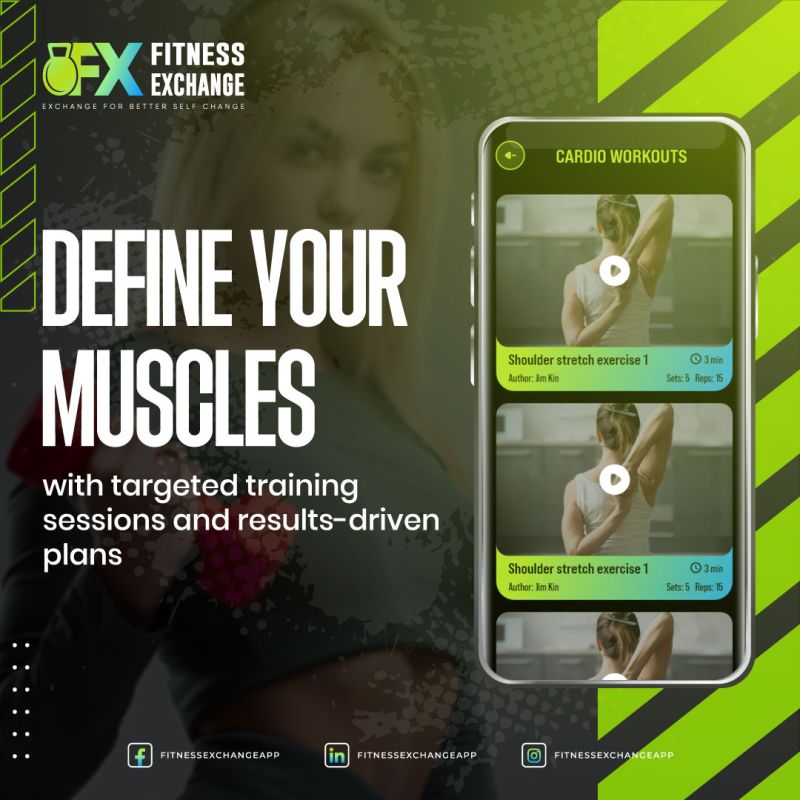 FX FITNESS
EXCHANGE
EXCHANGE FOR BETTER SELF CHANGE
DEFINE YOUR
MUSCLES
with targeted training
sessions and results-driven
plans
CARDIO WORKOUTS
Shoulder stretch exercise 1 3 min
Author: Jim Kin Sets: 5 Reps: 15
Shoulder stretch exercise 1 3 min
Author: Jim Kin Sets: 5 Reps: 15
FITNESSEXCHANGEAPP
FITNESSEXCHANGEAPP
FITNESSEXCHANGEAPP